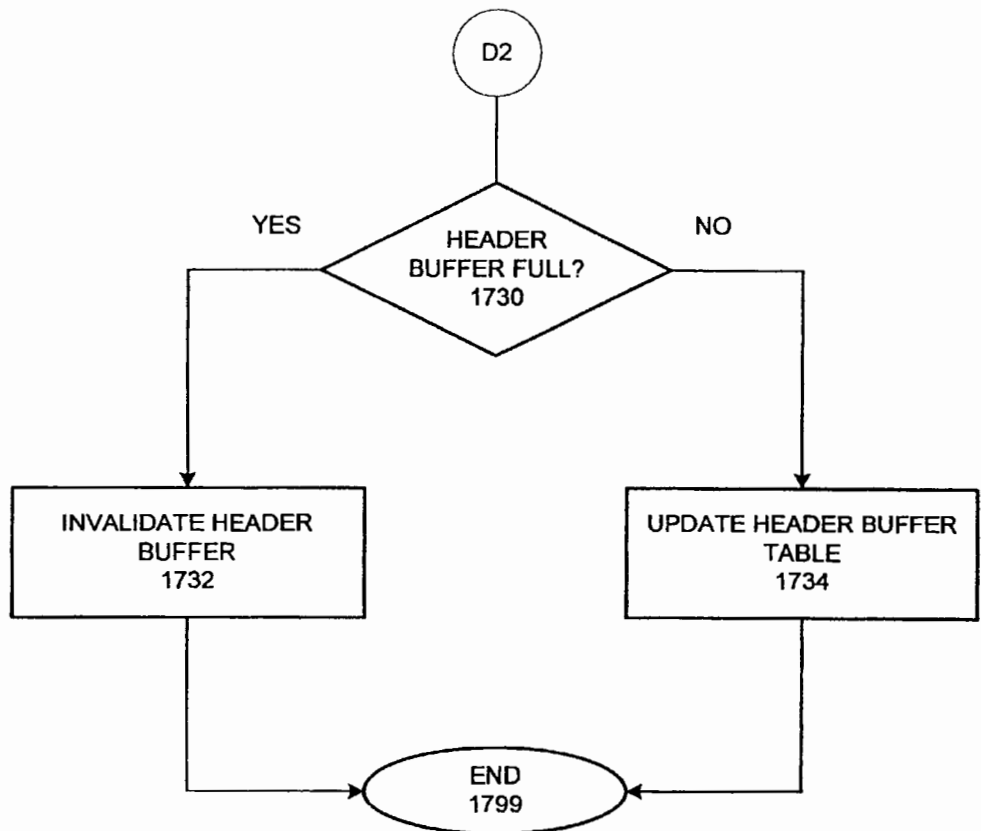 D2
YES
NO
HEADER
BUFFER FULL?
1730
INVALIDATE HEADER
BUFFER
1732
UPDATE HEADER BUFFER
TABLE
1734
END
1799